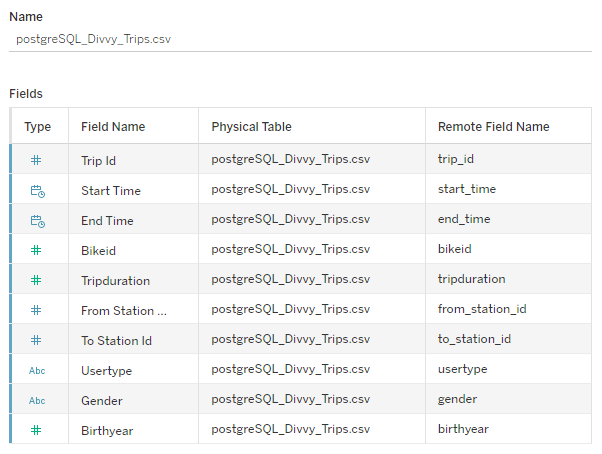 Name
postgreSQL_Divvy_Trips.csv
Fields
Type Field Name Physical Table Remote Field Name
# Trip Id postgreSQL_Divvy_Trips.csv trip_id
Start Time postgreSQL_Divvy_Trips.csv start_time
End Time postgreSQL_Divvy_Trips.csv end_time
# Bikeid postgreSQL_Divvy_Trips.csv bikeid
# Tripduration postgreSQL_Divvy_Trips.csv tripduration
# From Station ... postgreSQL_Divvy_Trips.csv from_station_id
# To Station Id postgreSQL_Divvy_Trips.csv to_station_id
Abc Usertype postgreSQL_Divvy_Trips.csv usertype
Abc Gender postgreSQL_Divvy_Trips.csv gender
# Birthyear postgreSQL_Divvy_Trips.csv birthyear